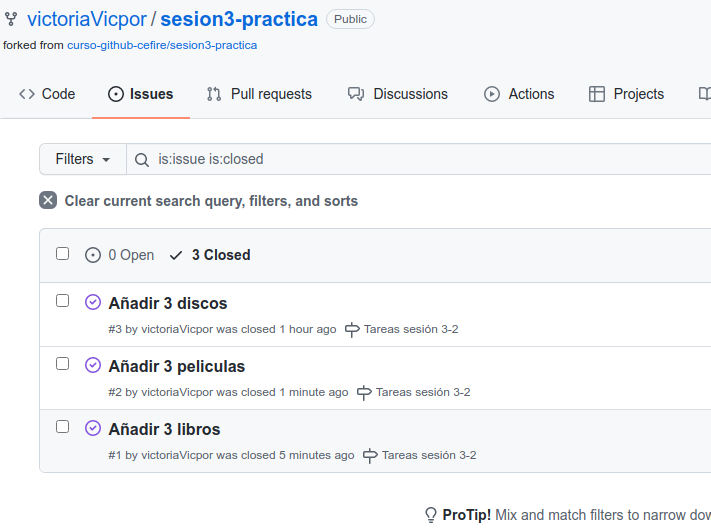 victoriaVicpor / sesion3-practica Public
forked from curso-github-cefire/sesion3-practica
Code Issues Pull requests Discussions Actions Projects
Filters is:issue is:closed
Clear current search query, filters, and sorts
0 Open 3 Closed
Añadir 3 discos
#3 by victoriaVicpor was closed 1 hour ago Tareas sesión 3-2
Añadir 3 peliculas
#2 by victoriaVicpor was closed 1 minute ago Tareas sesión 3-2
Añadir 3 libros
#1 by victoriaVicpor was closed 5 minutes ago Tareas sesión 3-2
ProTip! Mix and match filters to narrow